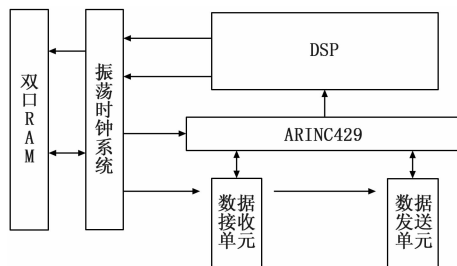 双口RAM
振荡时钟系统
DSP
ARINC429
数据
接收
单元
数据
发送
单元